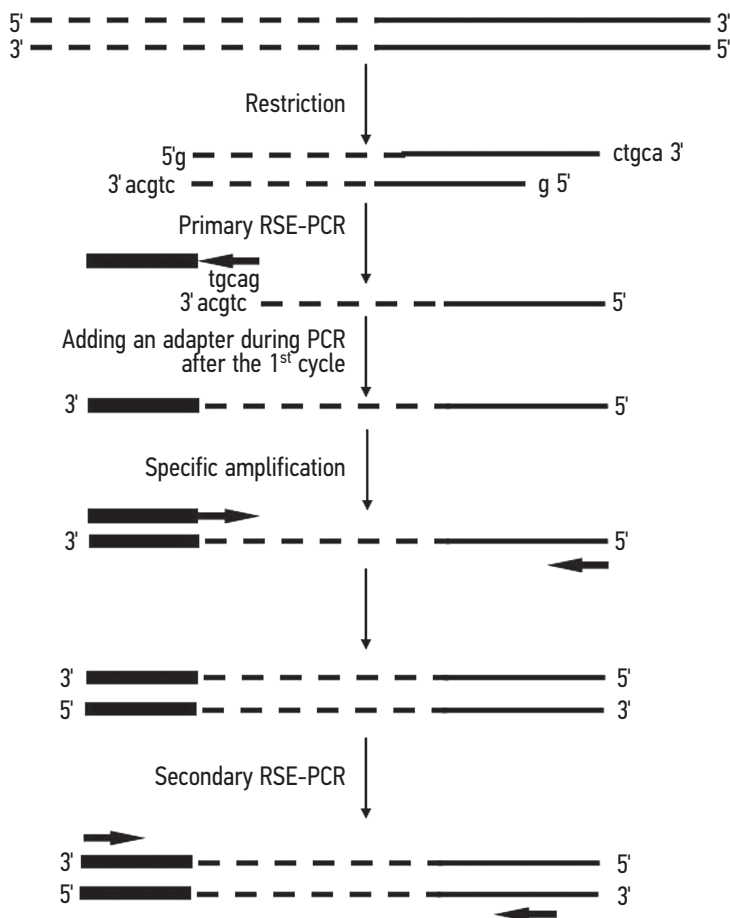 5' 3'
3' 5'
Restriction
5'g ctgca 3'
3' acgtc g 5'
Primary RSE-PCR
tgcag
3' acgtc 5'
Adding an adapter during PCR
after the 1st cycle
3' 5'
Specific amplification
3' 5'
3' 5'
5' 3'
Secondary RSE-PCR
3' 5'
5' 3'